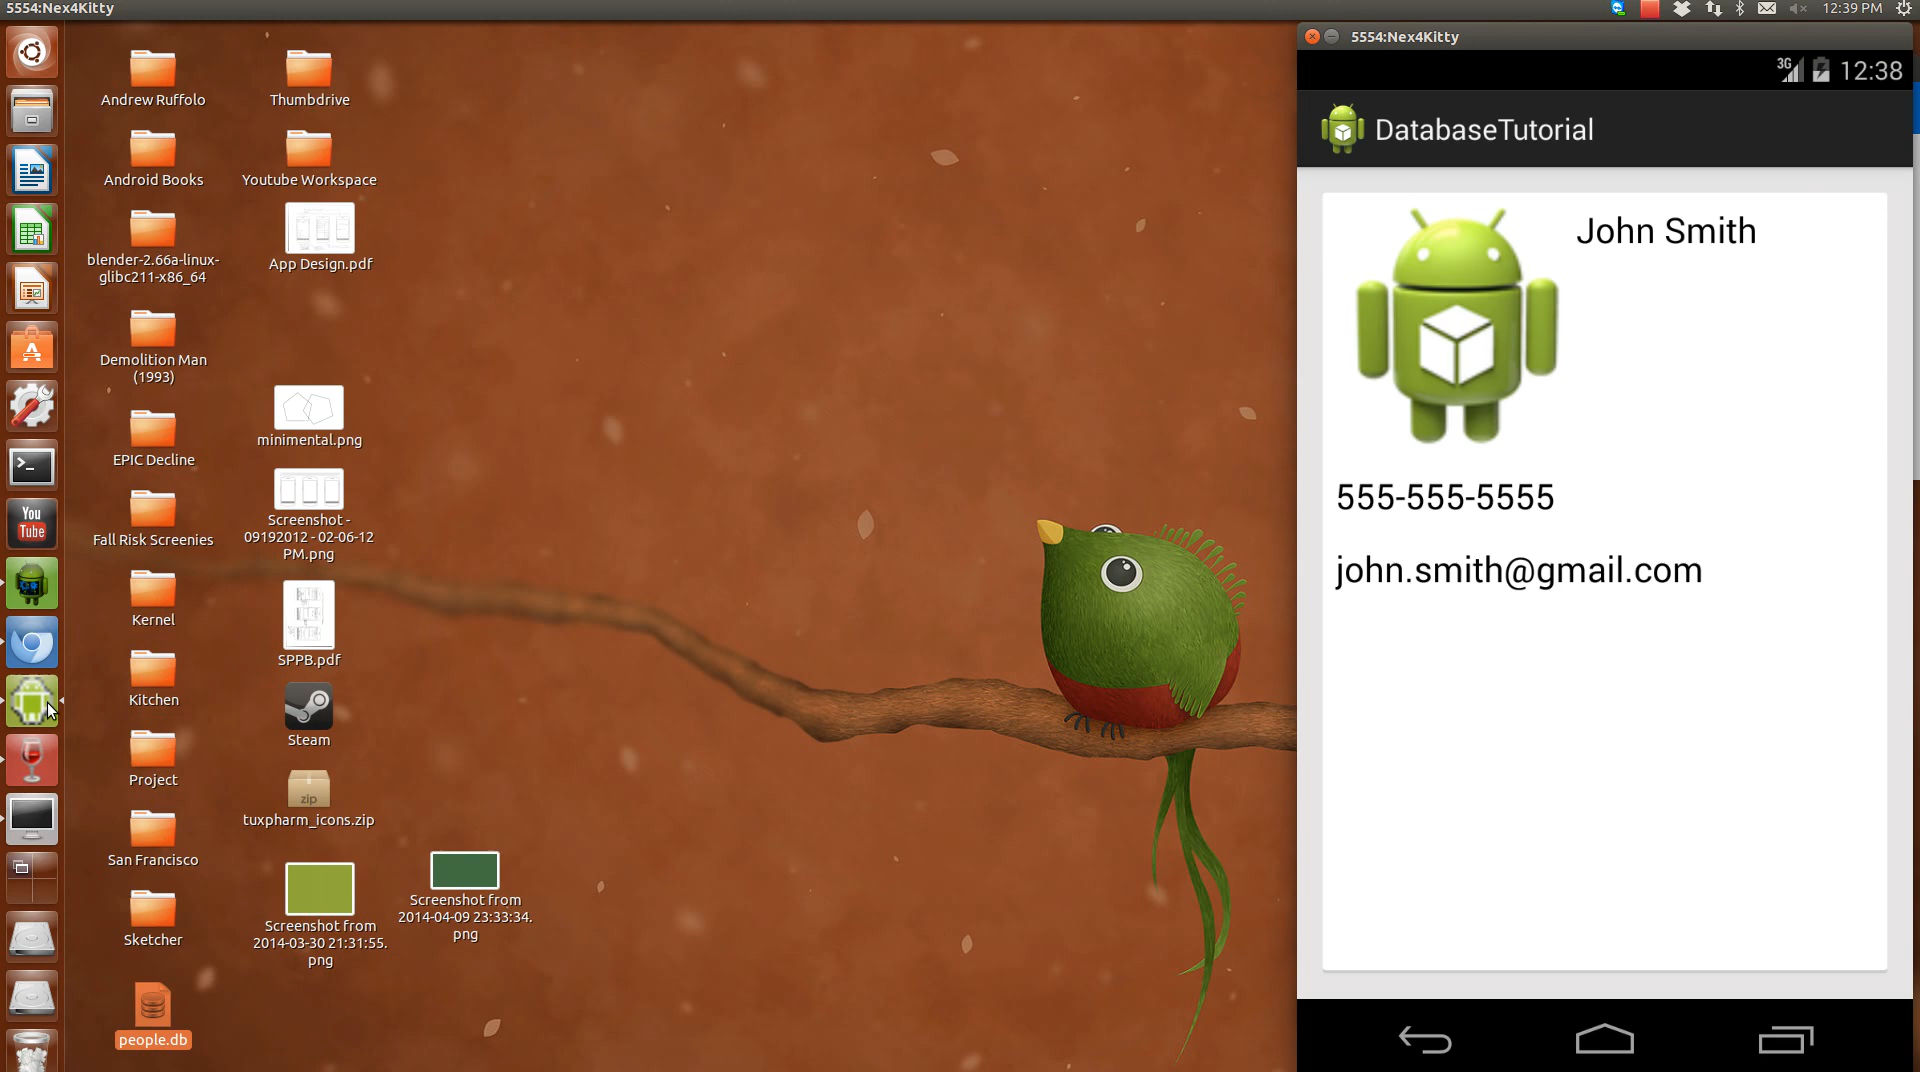 5554:Nex4Kitty
12:39 PM
Andrew Ruffolo
Android Books
blender-2.66a-linux-
glibc211-x86_64
Demolition Man
(1993)
EPIC Decline
Fall Risk Screenies
Kernel
Kitchen
Project
San Francisco
Sketcher
people.db
Thumbdrive
Youtube Workspace
App Design.pdf
minimental.png
Screenshot -
09192012 - 02-06-12
PM.png
SPPB.pdf
Steam
zip
tuxpharm_icons.zip
Screenshot from
2014-03-30 21:31:55.
png
Screenshot from
2014-04-09 23:33:34.
png
You
Tube
5554:Nex4Kitty
3G
12:38
DatabaseTutorial
John Smith
555-555-5555
john.smith@gmail.com